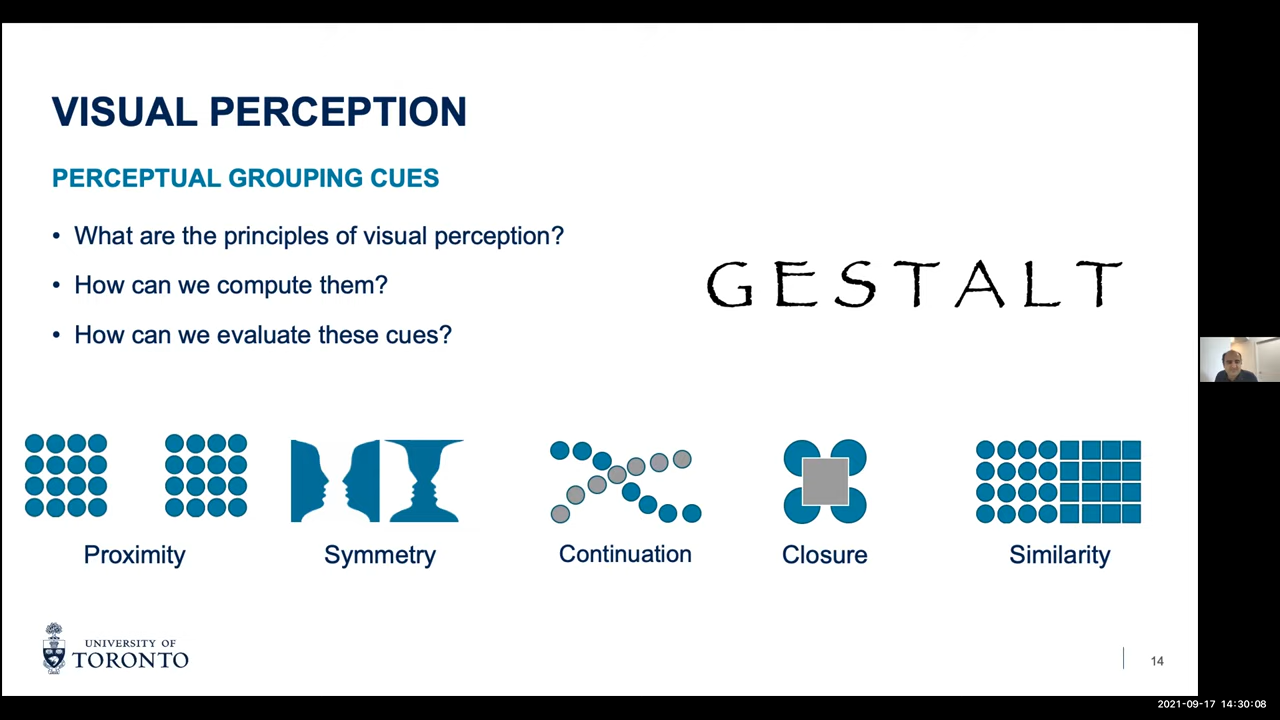 VISUAL PERCEPTION
PERCEPTUAL GROUPING CUES
• What are the principles of visual perception?
• How can we compute them?
• How can we evaluate these cues?
GESTALT
Proximity
Symmetry
Continuation
Closure
Similarity
UNIVERSITY OF
TORONTO
14
2021-09-17 14:30:08